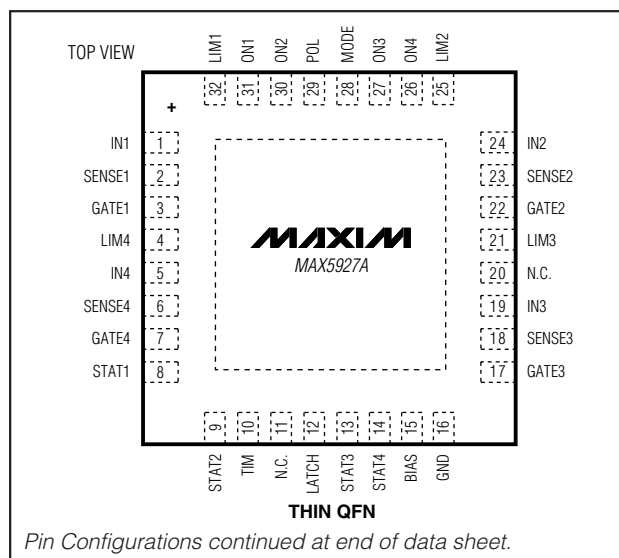 TOP VIEW
LIM1
ON1
ON2
POL
MODE
ON3
ON4
LIM2
32
31
30
29
28
27
26
25
+
IN1
1
SENSE1
2
GATE1
3
LIM4
4
IN4
5
SENSE4
6
GATE4
7
STAT1
8
24
IN2
23
SENSE2
22
GATE2
21
LIM3
20
N.C.
19
IN3
18
SENSE3
17
GATE3
MAXIM
MAX5927A
9
10
11
12
13
14
15
16
STAT2
TIM
N.C.
LATCH
STAT3
STAT4
BIAS
GND
THIN QFN
Pin Configurations continued at end of data sheet.